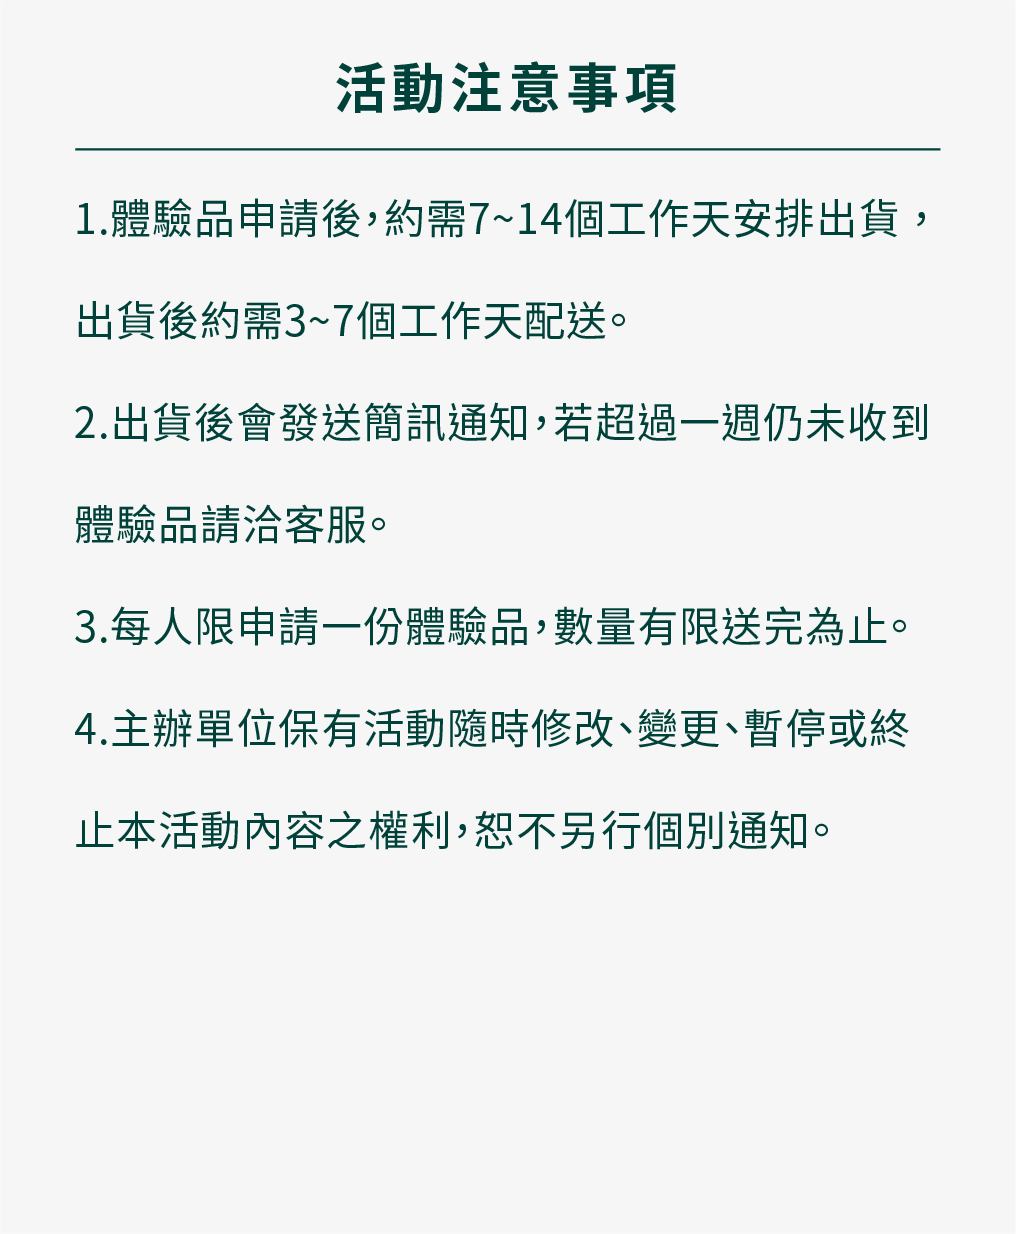 活動注意事項
1.體驗品申請後，約需7~14個工作天安排出貨，
出貨後約需3~7個工作天配送。
2.出貨後會發送簡訊通知，若超過一週仍未收到
體驗品請洽客服。
3.每人限申請一份體驗品，數量有限送完為止。
4.主辦單位保有活動隨時修改、變更、暫停或終
止本活動內容之權利，恕不另行個別通知。